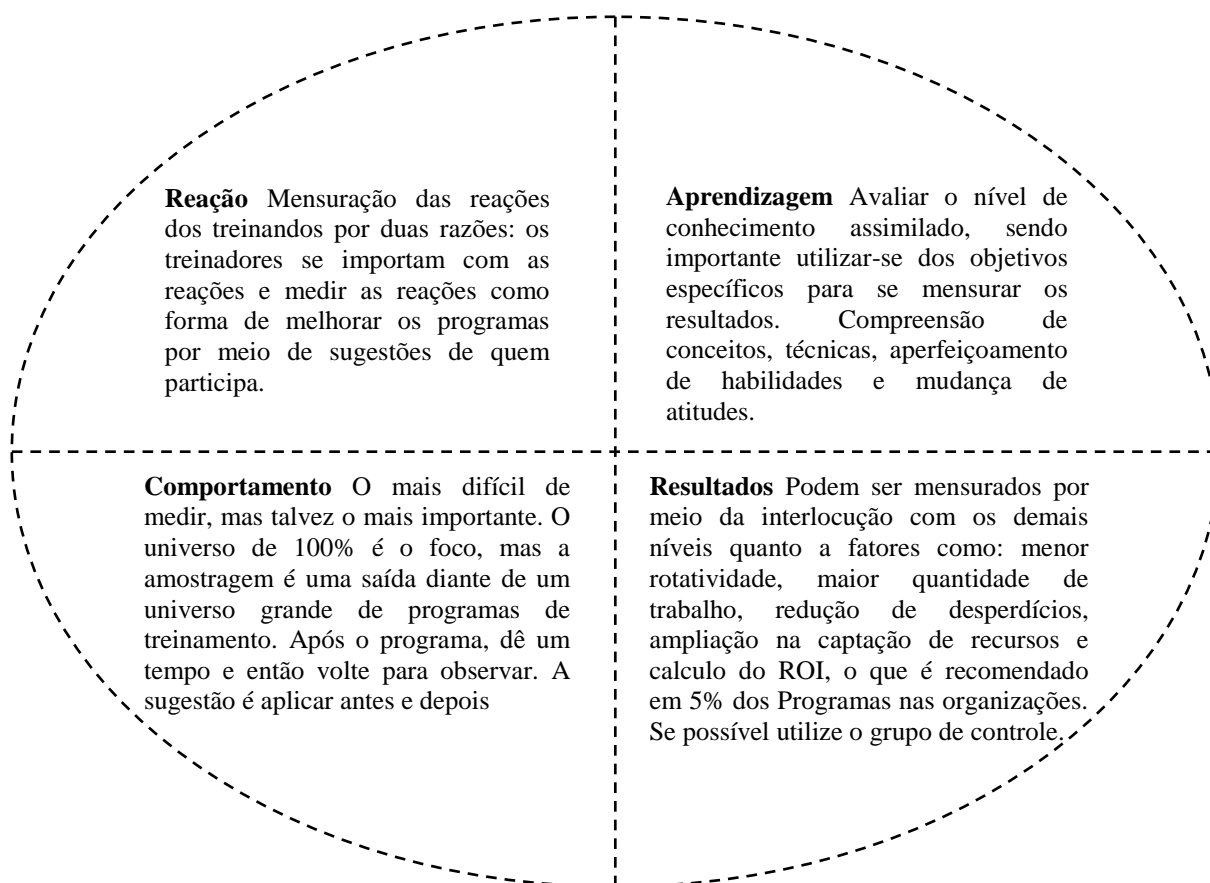 Reação Mensuração das reações
dos treinandos por duas razões: os
treinadores se importam com as
reações e medir as reações como
forma de melhorar os programas
por meio de sugestões de quem
participa.
Aprendizagem Avaliar o nível de
conhecimento assimilado, sendo
importante utilizar-se dos objetivos
específicos para se mensurar os
resultados. Compreensão de
conceitos, técnicas, aperfeiçoamento
de habilidades e mudança de
atitudes.
Comportamento O mais difícil de
medir, mas talvez o mais importante. O
universo de 100% é o foco, mas a
amostragem é uma saída diante de um
universo grande de programas de
treinamento. Após o programa, dê um
tempo e então volte para observar. A
sugestão é aplicar antes e depois
Resultados Podem ser mensurados por
meio da interlocução com os demais
níveis quanto a fatores como: menor
rotatividade, maior quantidade de
trabalho, redução de desperdícios,
ampliação na captação de recursos e
calculo do ROI, o que é recomendado
em 5% dos Programas nas organizações.
Se possível utilize o grupo de controle.